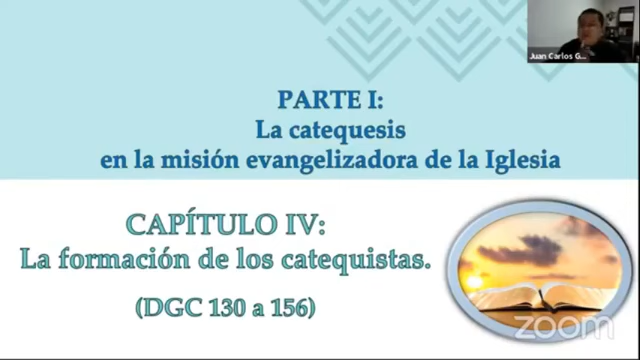 Juan Carlos G...
PARTE I:
La catequesis
en la misión evangelizadora de la Iglesia
CAPÍTULO IV:
La formación de los catequistas.
(DGC 130 a 156)
zoom